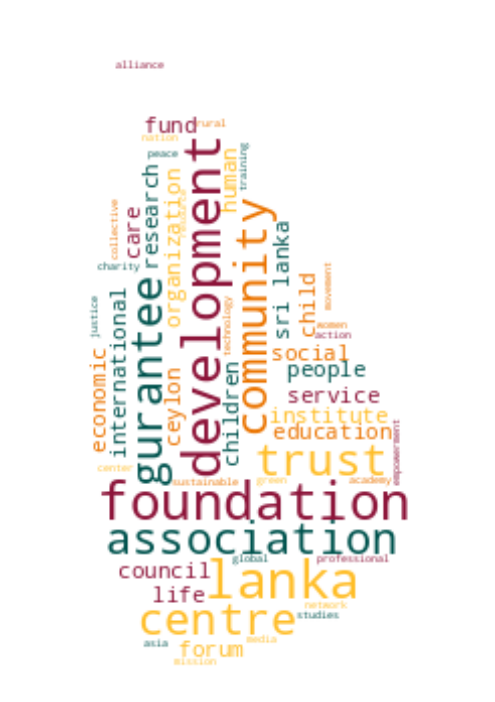 alliance
fund
rural
nation
peace
development
human
training
research
organization
resource
care
collective
community
sri lanka
charity
gurantee
international
justice
movement
child
technology
women
action
social
economic
ceylon
children
people
service
institute
education
trust
empowerment
center
sustainable
green
academy
foundation
association
global
professional
council
lanka
life
network
centre
studies
asia
media
forum
mission